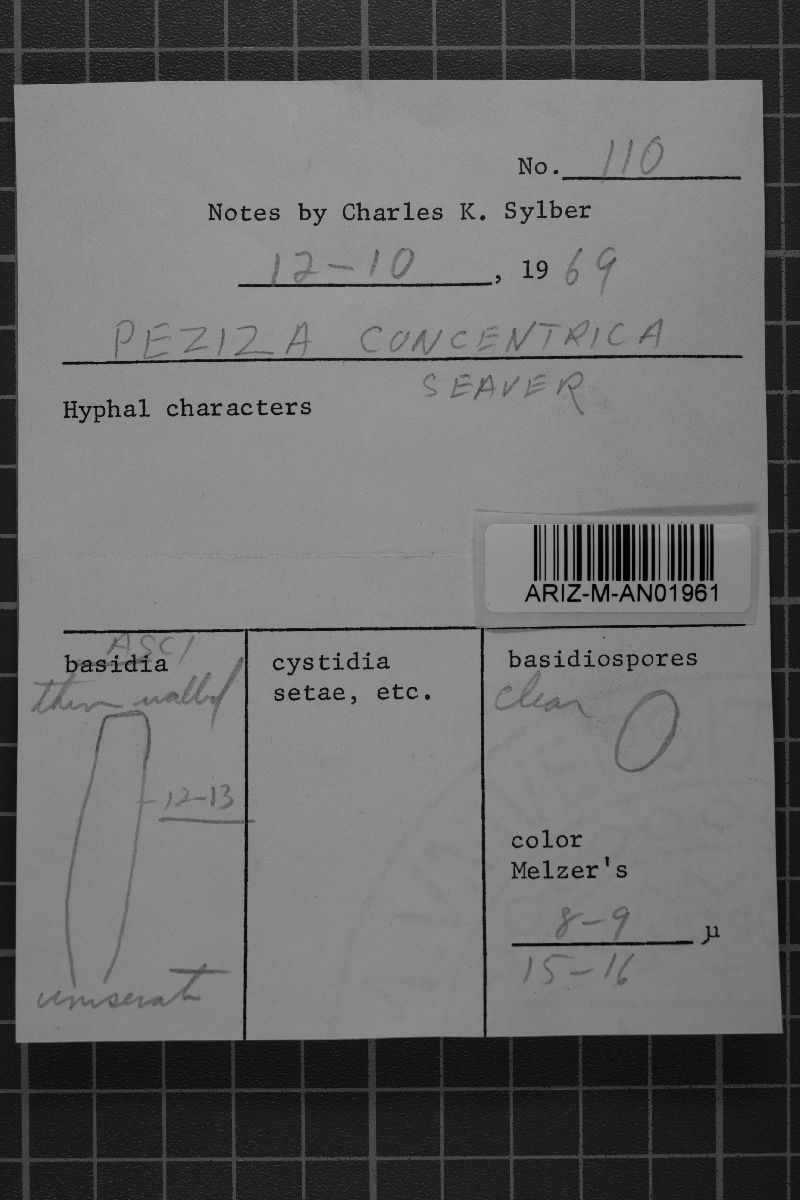 No. 110
Notes by Charles K. Sylber
12-10, 1969
PEZIZA CONCENTRICA
SEAVER
Hyphal characters
ARIZ-M-AN01961
ASCI
basidia
thin walled
12-13
uniserat
cystidia
setae, etc.
basidiospores
clear
color
Melzer's
8-9 µ
15-16